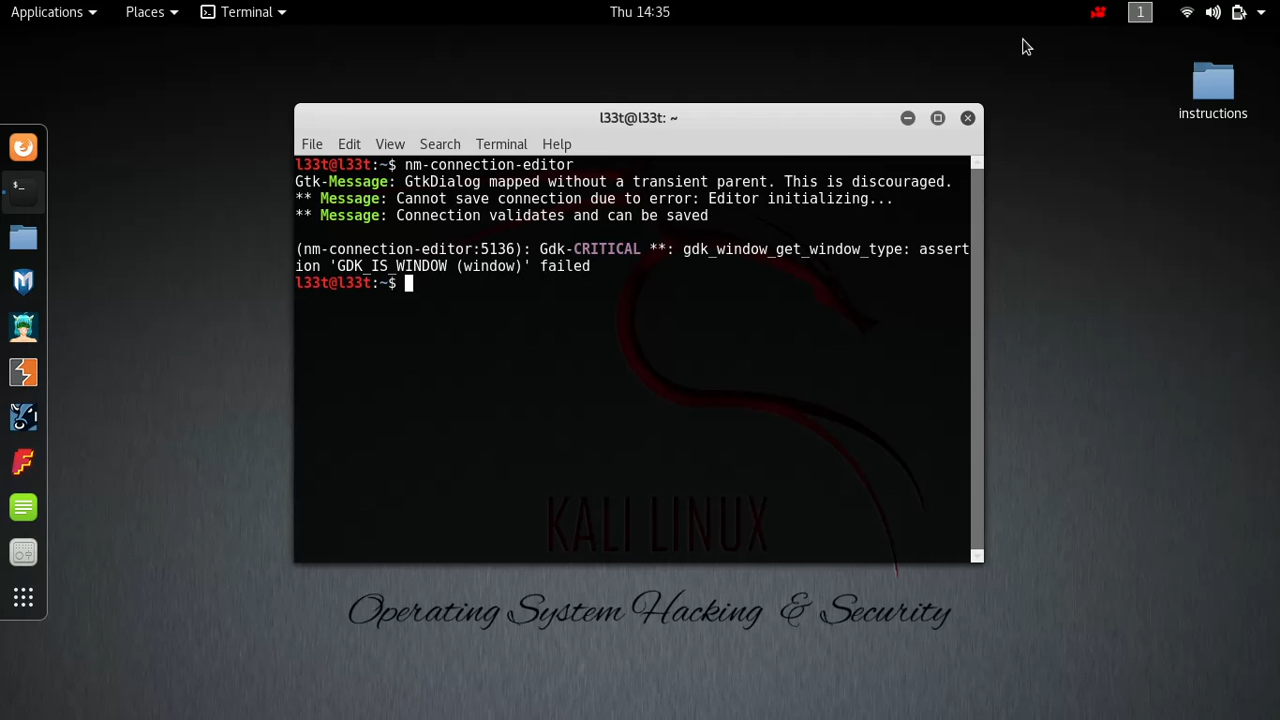 Applications
Places
Terminal
Thu 14:35
1
instructions
l33t@l33t: ~
File Edit View Search Terminal Help
l33t@l33t:~$ nm-connection-editor
Gtk-Message: GtkDialog mapped without a transient parent. This is discouraged.
** Message: Cannot save connection due to error: Editor initializing...
** Message: Connection validates and can be saved
(nm-connection-editor:5136): Gdk-CRITICAL **: gdk_window_get_window_type: assert
ion 'GDK_IS_WINDOW (window)' failed
l33t@l33t:~$
KALI LINUX
Operating System Hacking & Security